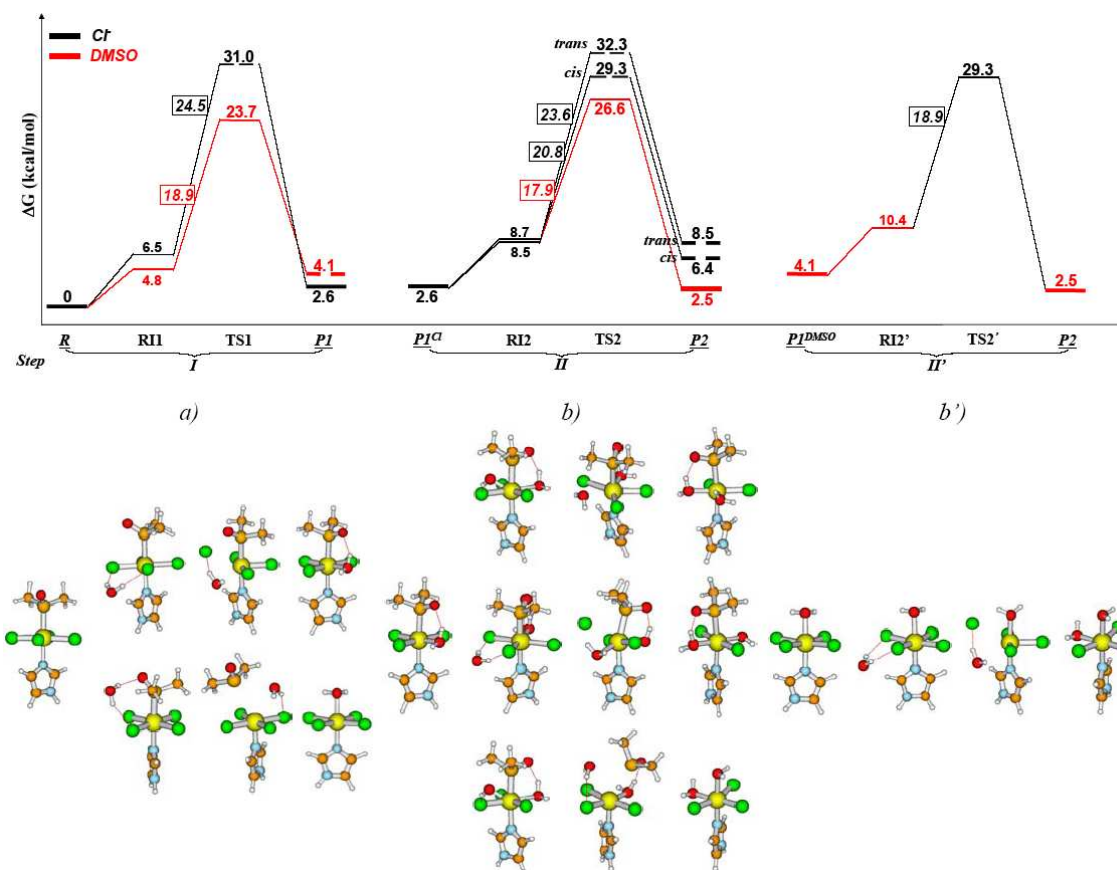 ΔG (kcal/mol)
Cl-
DMSO
0
6.5
4.8
24.5
18.9
31.0
23.7
4.1
2.6
2.6
8.7
8.5
23.6
20.8
17.9
trans
32.3
cis
29.3
26.6
trans
8.5
cis
6.4
2.5
4.1
10.4
18.9
29.3
2.5
R RI1 TS1 P1 P1Cl RI2 TS2 P2 P1DMSO RI2' TS2' P2
Step I II II'
a) b) b')